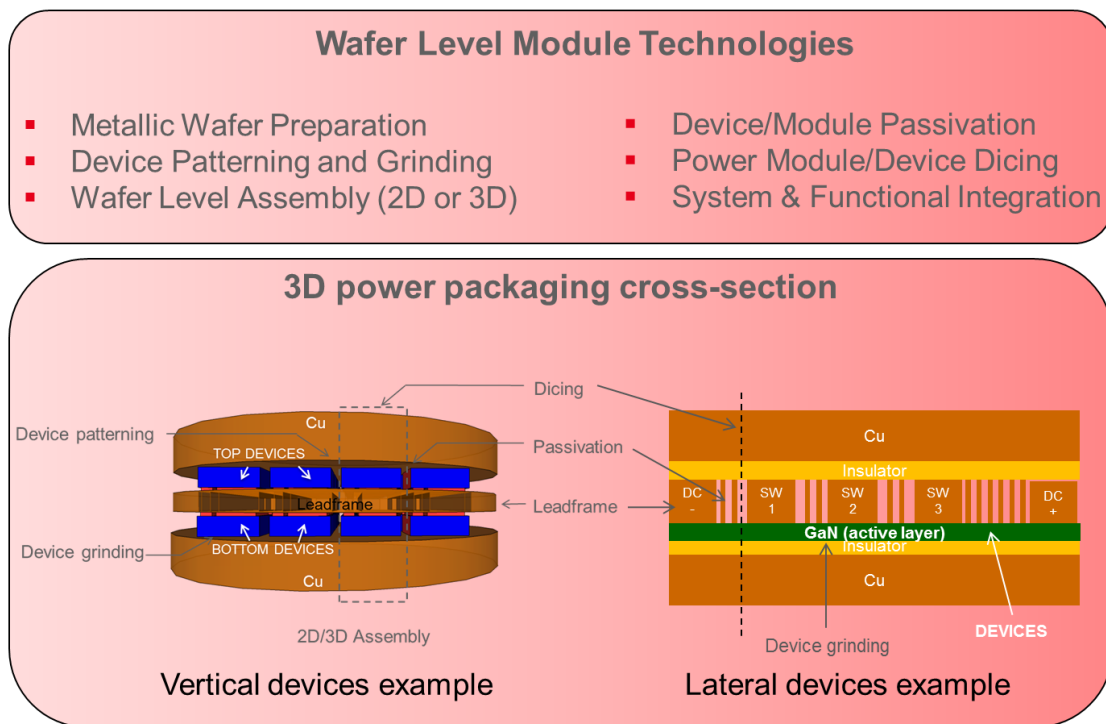 Wafer Level Module Technologies
▪ Metallic Wafer Preparation
▪ Device Patterning and Grinding
▪ Wafer Level Assembly (2D or 3D)
▪ Device/Module Passivation
▪ Power Module/Device Dicing
▪ System & Functional Integration
3D power packaging cross-section
Dicing
Cu
Device patterning
TOP DEVICES
Passivation
Leadframe
Leadframe
Device grinding
BOTTOM DEVICES
Cu
2D/3D Assembly
Vertical devices example
Cu
Insulator
DC
-
SW
1
SW
2
SW
3
DC
+
GaN (active layer)
Insulator
Cu
DEVICES
Device grinding
Lateral devices example